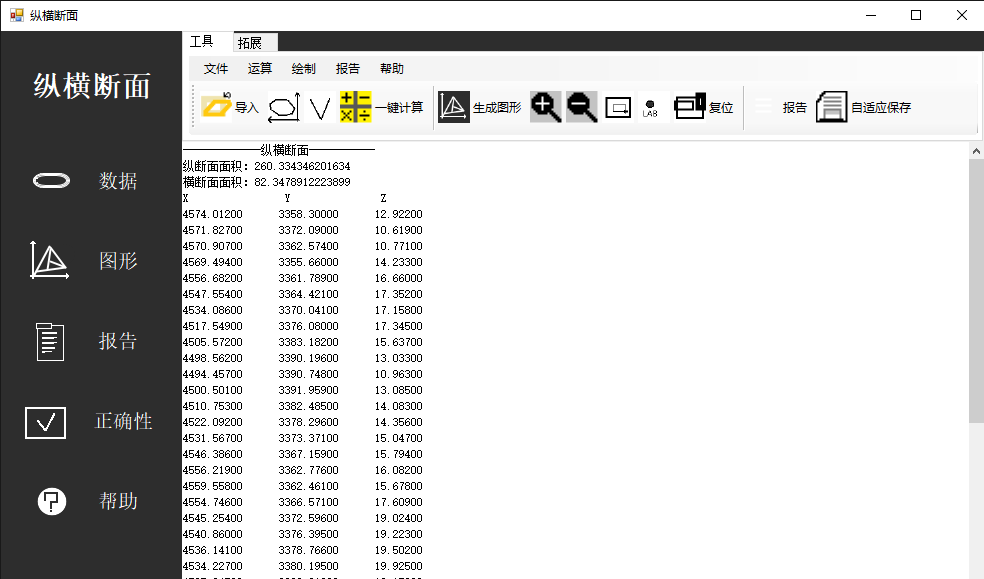 纵横断面
工具 拓展
纵横断面
文件 运算 绘制 报告 帮助
导入 一键计算 生成图形 LAB 复位 报告 自适应保存
数据
图形
报告
正确性
帮助
————————纵横断面————————
纵断面面积：260.334346201634
横断面面积：82.3478912223899
X Y Z
4574.01200 3358.30000 12.92200
4571.82700 3372.09000 10.61900
4570.90700 3362.57400 10.77100
4569.49400 3355.66000 14.23300
4556.68200 3361.78900 16.66000
4547.55400 3364.42100 17.35200
4534.08600 3370.04100 17.15800
4517.54900 3376.08000 17.34500
4505.57200 3383.18200 15.63700
4498.56200 3390.19600 13.03300
4494.45700 3390.74800 10.96300
4500.50100 3391.95900 13.08500
4510.75300 3382.48500 14.08300
4522.09200 3378.29600 14.35600
4531.56700 3373.37100 15.04700
4546.38600 3367.15900 15.79400
4556.21900 3362.77600 16.08200
4559.55800 3362.46100 15.67800
4554.74600 3366.57100 17.60900
4545.25400 3372.59600 19.02400
4540.86000 3376.39500 19.22300
4536.14100 3378.76600 19.50200
4534.22700 3380.19500 19.92500